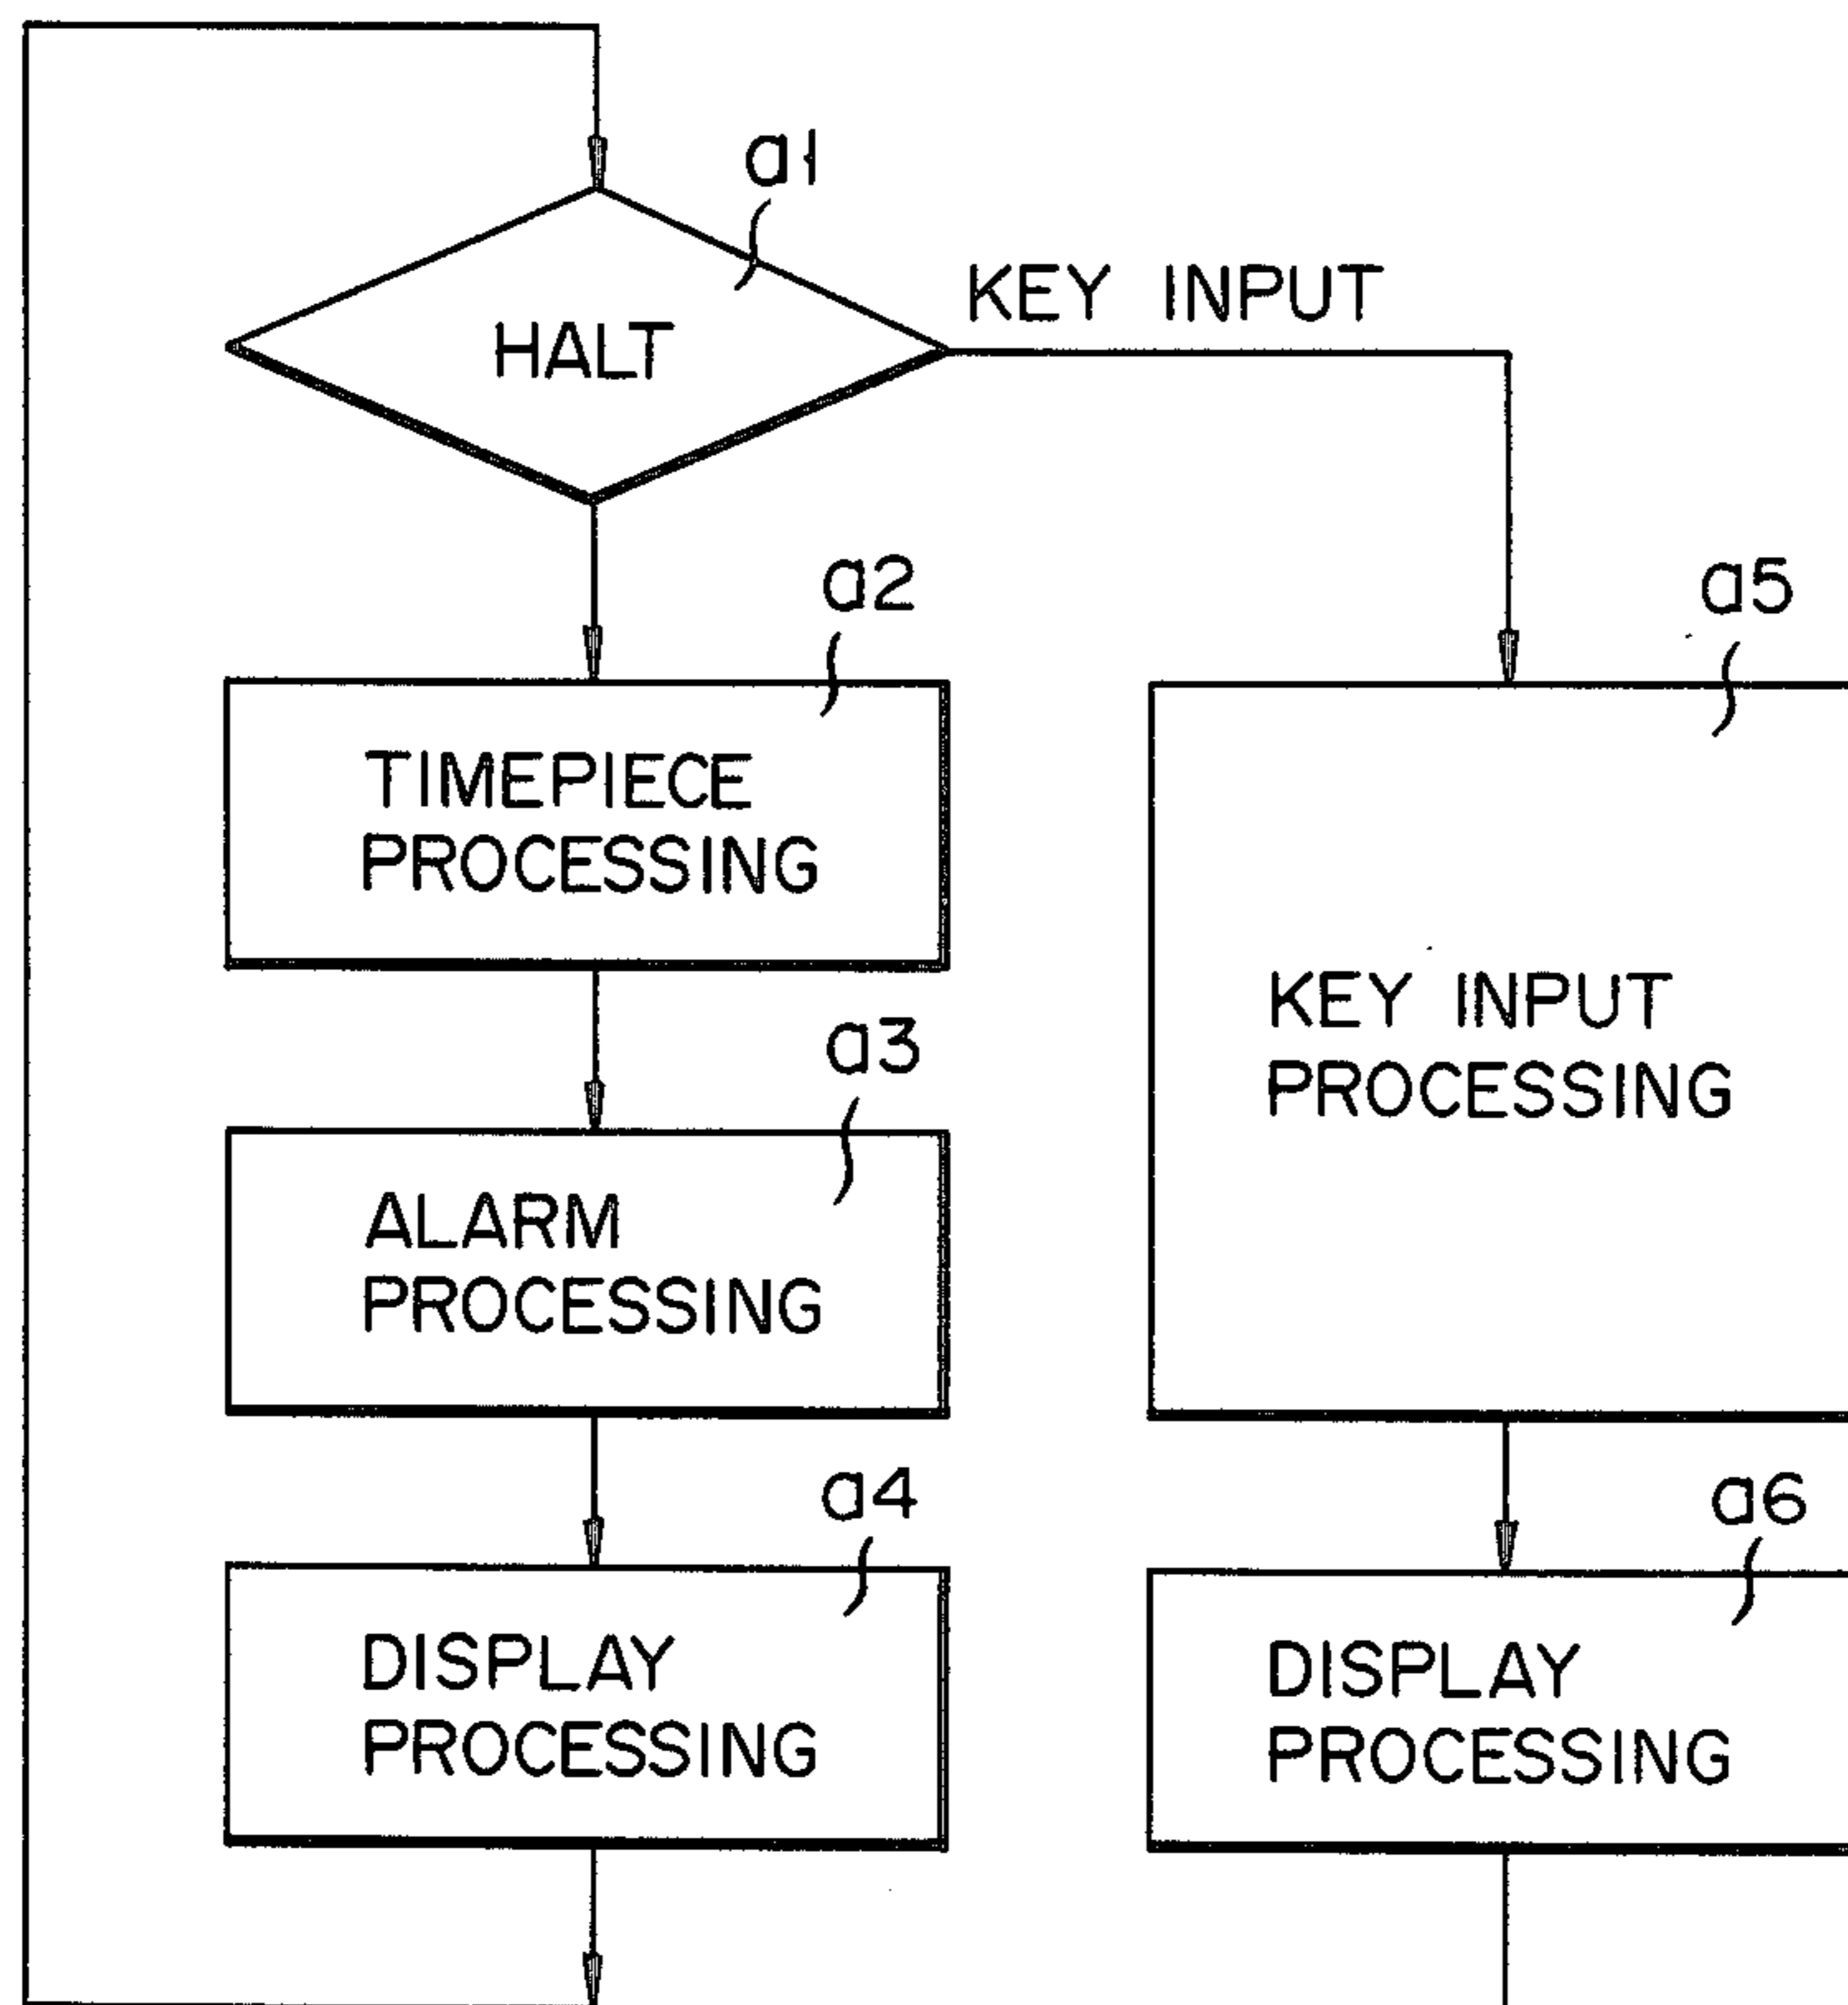 a1
HALT
KEY INPUT
a2
TIMEPIECE
PROCESSING
a3
ALARM
PROCESSING
a4
DISPLAY
PROCESSING
a5
KEY INPUT
PROCESSING
a6
DISPLAY
PROCESSING